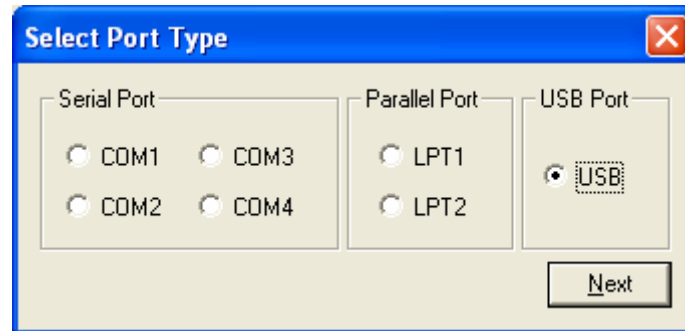 Select Port Type
Serial Port Parallel Port USB Port
COM1 COM3 LPT1
USB
COM2 COM4 LPT2
Next